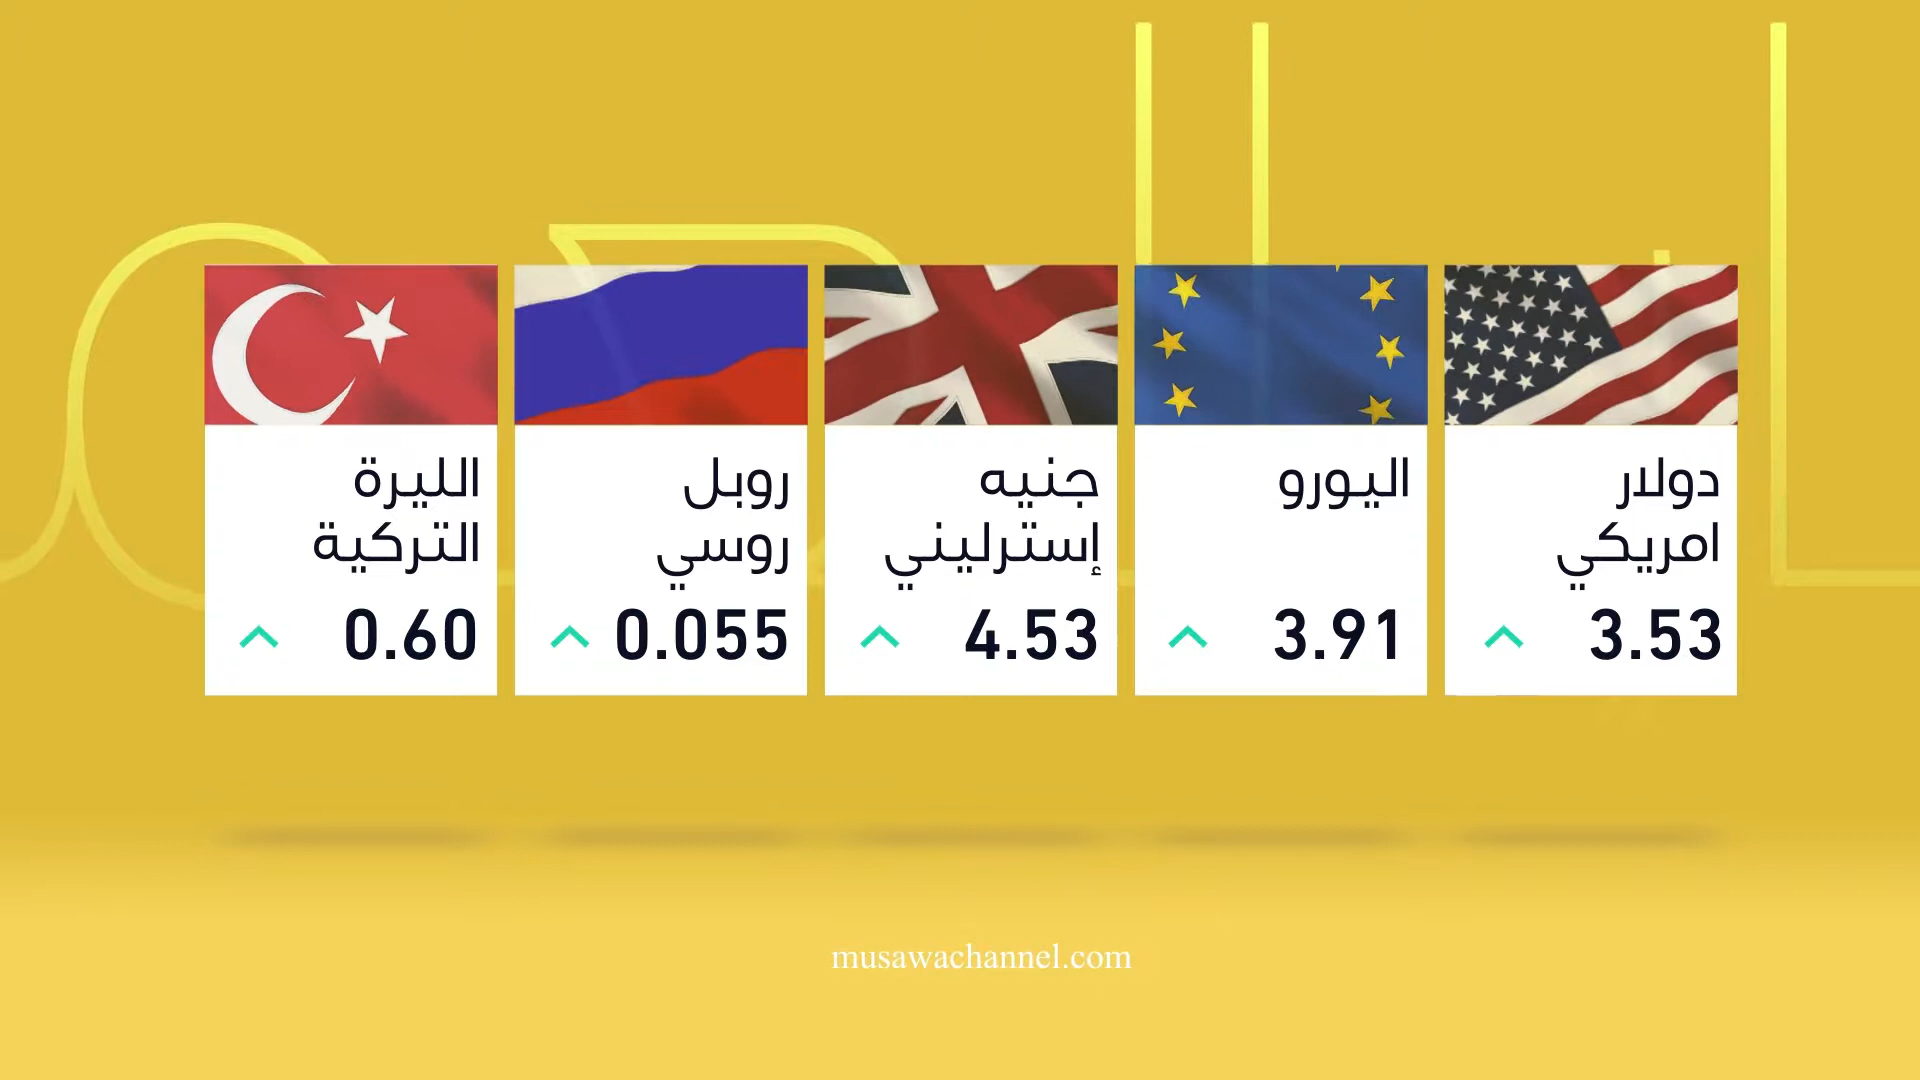 دولار
امريكي
3.53
اليورو
3.91
جنيه
إسترليني
4.53
روبل
روسي
0.055
الليرة
التركية
0.60
musawachannel.com